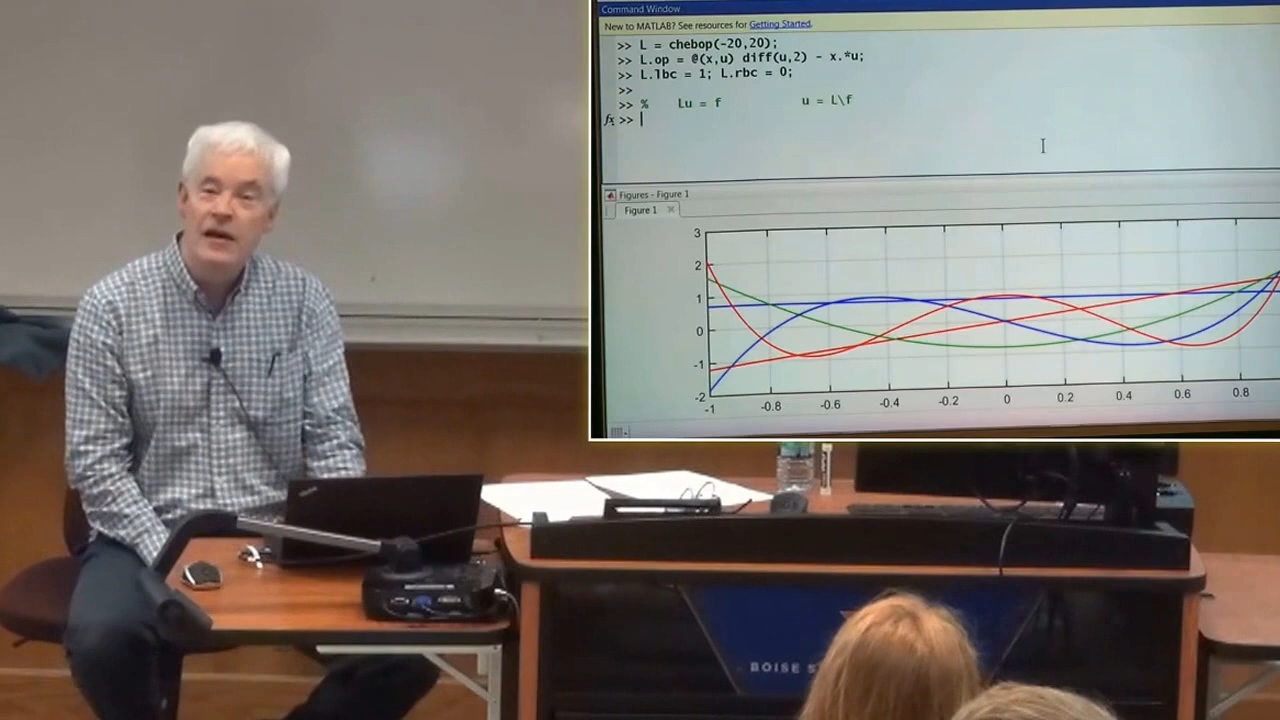 Command Window
New to MATLAB? See resources for Getting Started.
>> L = chebop(-20,20);
>> L.op = @(x,u) diff(u,2) - x.*u;
>> L.lbc = 1; L.rbc = 0;
>>
>> % Lu = f u = L\f
fx >>
Figures - Figure 1
Figure 1
3
2
1
0
-1
-2
-1 -0.8 -0.6 -0.4 -0.2 0 0.2 0.4 0.6 0.8
BOISE